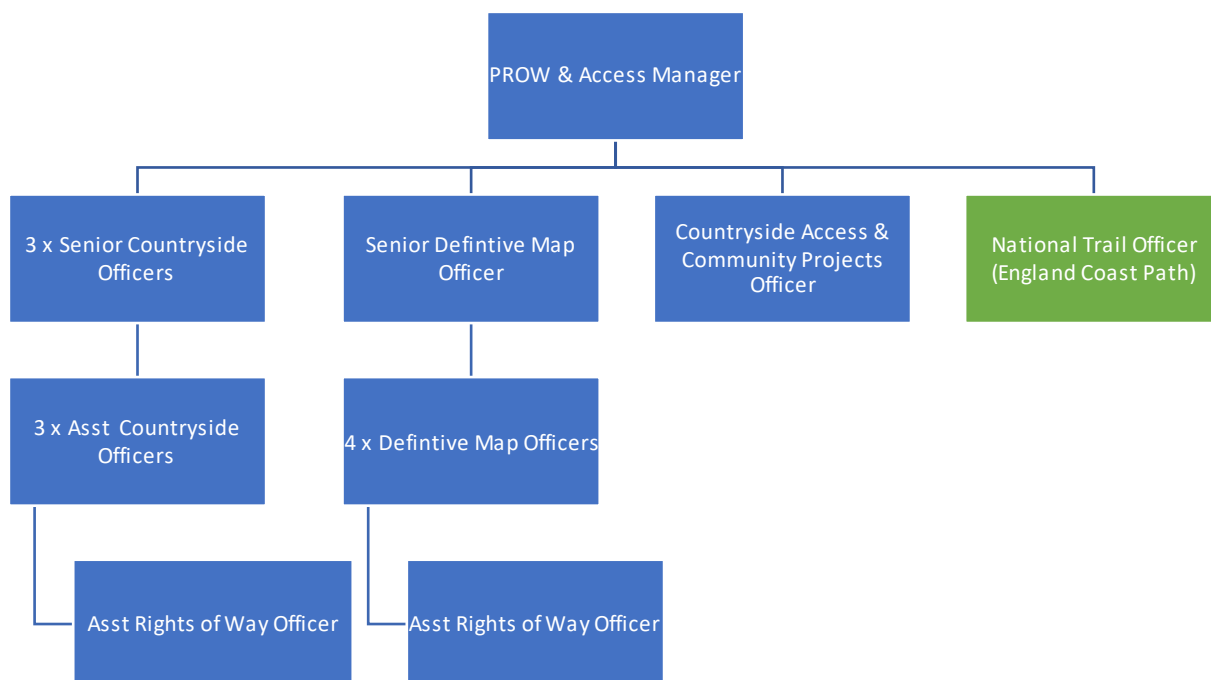 PROW & Access Manager
3 x Senior Countryside
Officers
Senior Defintive Map
Officer
Countryside Access &
Community Projects
Officer
National Trail Officer
(England Coast Path)
3 x Asst Countryside
Officers
4 x Defintive Map Officers
Asst Rights of Way Officer
Asst Rights of Way Officer